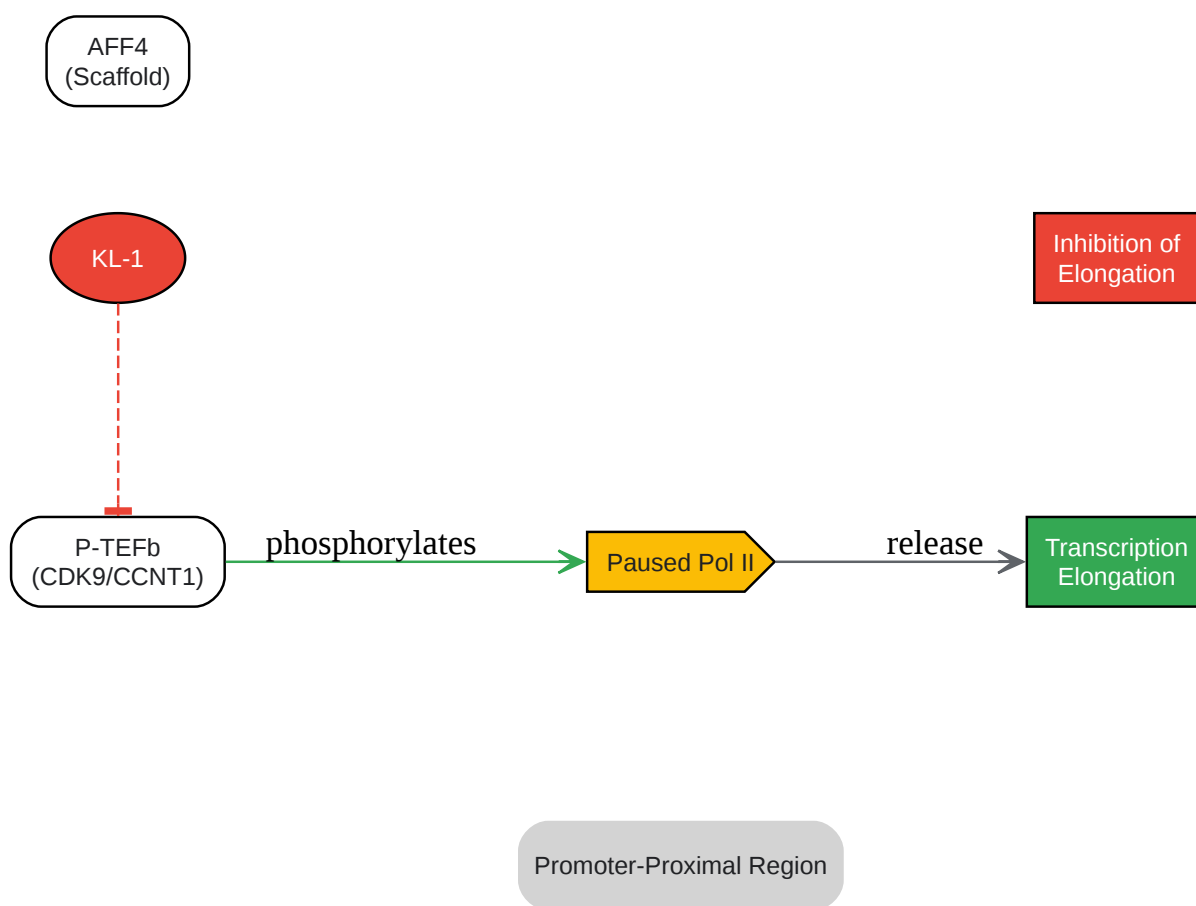 AFF4
(Scaffold)
KL-1
Inhibition of
Elongation
P-TEFb
(CDK9/CCNT1)
phosphorylates
Paused Pol II
release
Transcription
Elongation
Promoter-Proximal Region